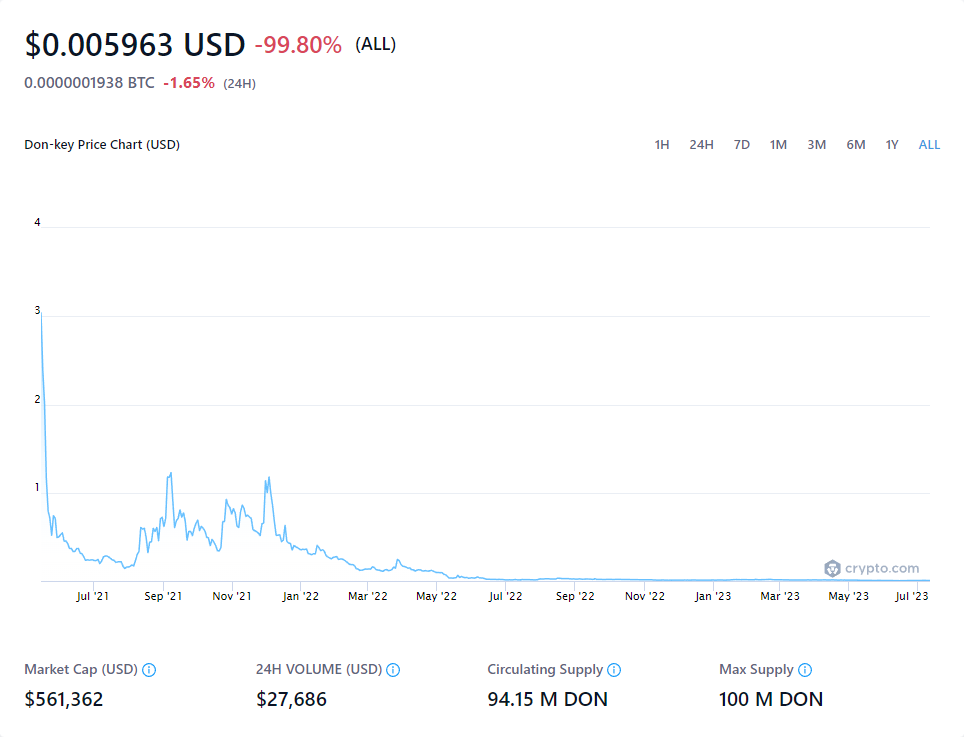 $0.005963 USD -99.80% (ALL)
0.0000001938 BTC -1.65% (24H)
Don-key Price Chart (USD) 1H 24H 7D 1M 3M 6M 1Y ALL
4
3
2
1
crypto.com
Jul '21 Sep '21 Nov '21 Jan '22 Mar '22 May '22 Jul '22 Sep '22 Nov '22 Jan '23 Mar '23 May '23 Jul '23
Market Cap (USD) 24H VOLUME (USD) Circulating Supply Max Supply
$561,362 $27,686 94.15 M DON 100 M DON